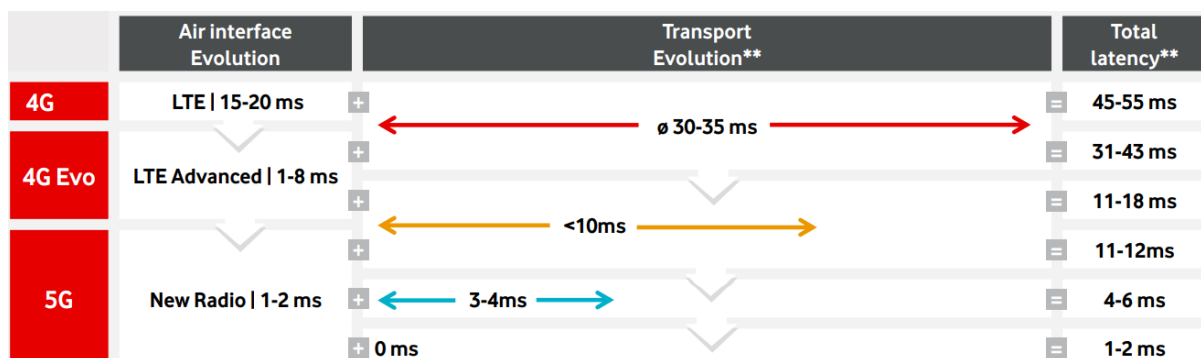 Air interface
Evolution
Transport
Evolution**
Total
latency**
4G
LTE | 15-20 ms
+
ø 30-35 ms
=
45-55 ms
4G Evo
LTE Advanced | 1-8 ms
+
=
31-43 ms
+
<10ms
=
11-18 ms
5G
New Radio | 1-2 ms
+
=
11-12ms
+
3-4ms
=
4-6 ms
+
0 ms
=
1-2 ms